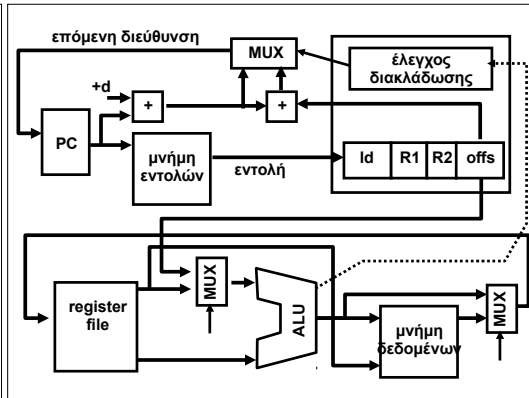 επόμενη διεύθυνση
MUX
έλεγχος
διακλάδωσης
+d
+
+
PC
μνήμη
εντολών
εντολή
ld
R1
R2
offs
register
file
MUX
ALU
μνήμη
δεδομένων
MUX